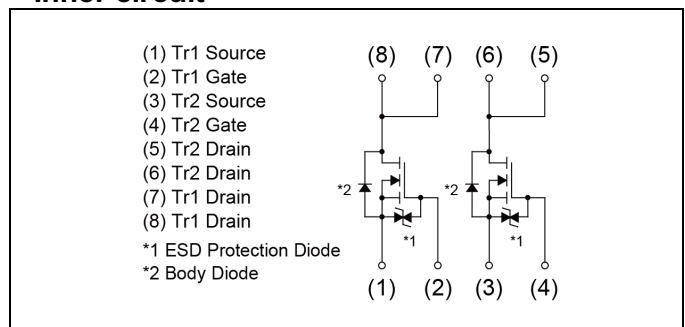 Inner circuit
(1) Tr1 Source
(2) Tr1 Gate
(3) Tr2 Source
(4) Tr2 Gate
(5) Tr2 Drain
(6) Tr2 Drain
(7) Tr1 Drain
(8) Tr1 Drain
*1 ESD Protection Diode
*2 Body Diode
(8) (7) (6) (5)
*2 *2
*1 *1
(1) (2) (3) (4)